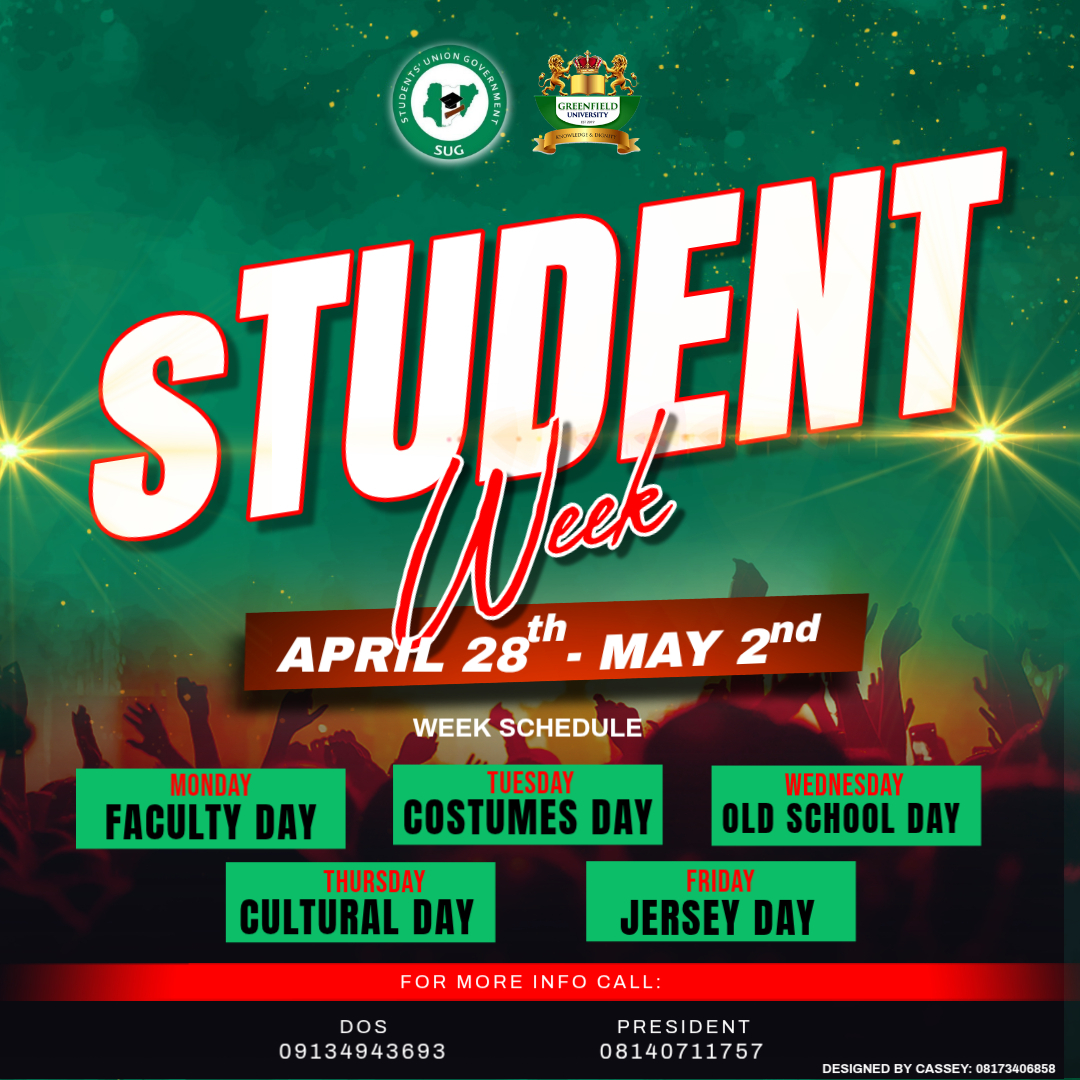 STUDENTS' UNION GOVERNMENT
SUG
GREENFIELD
UNIVERSITY
KNOWLEDGE & DIGNITY
STUDENT
Week
APRIL 28th - MAY 2nd
WEEK SCHEDULE
MONDAY
FACULTY DAY
TUESDAY
COSTUMES DAY
WEDNESDAY
OLD SCHOOL DAY
THURSDAY
CULTURAL DAY
FRIDAY
JERSEY DAY
FOR MORE INFO CALL:
DOS
09134943693
PRESIDENT
08140711757
DESIGNED BY CASSEY: 08173406858